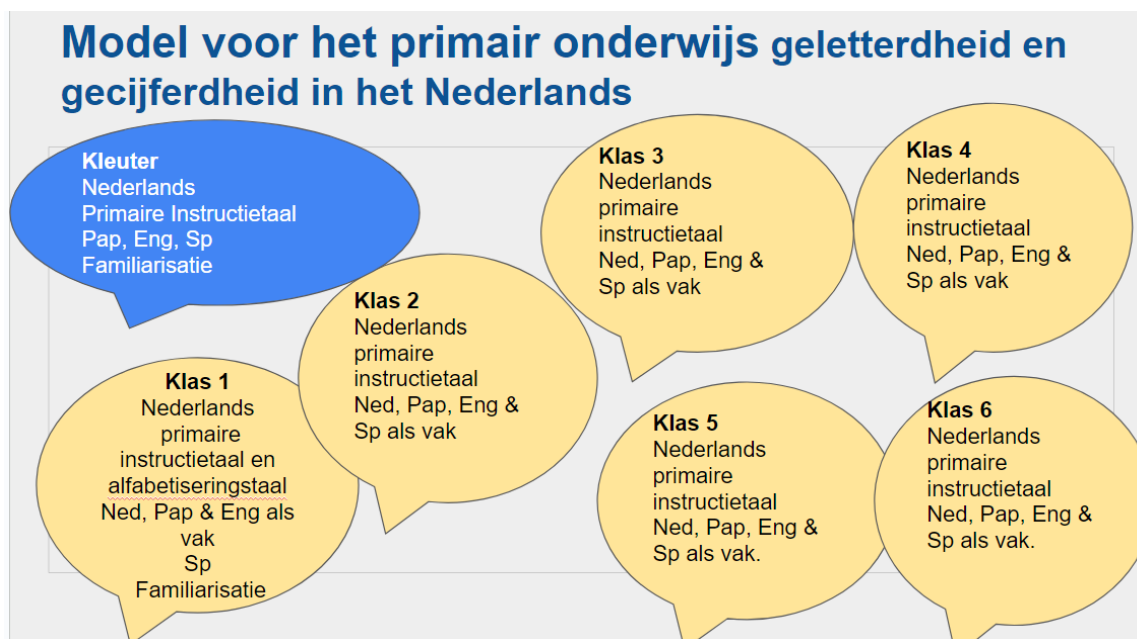 Model voor het primair onderwijs geletterdheid en
gecijferdheid in het Nederlands
Kleuter
Nederlands
Primaire Instructietaal
Pap, Eng, Sp
Familiarisatie
Klas 1
Nederlands
primaire
instructietaal en
alfabetiseringstaal
Ned, Pap & Eng als
vak
Sp
Familiarisatie
Klas 2
Nederlands
primaire
instructietaal
Ned, Pap, Eng &
Sp als vak
Klas 3
Nederlands
primaire
instructietaal
Ned, Pap, Eng &
Sp als vak
Klas 4
Nederlands
primaire
instructietaal
Ned, Pap, Eng &
Sp als vak
Klas 5
Nederlands
primaire
instructietaal
Ned, Pap, Eng &
Sp als vak.
Klas 6
Nederlands
primaire
instructietaal
Ned, Pap, Eng &
Sp als vak.